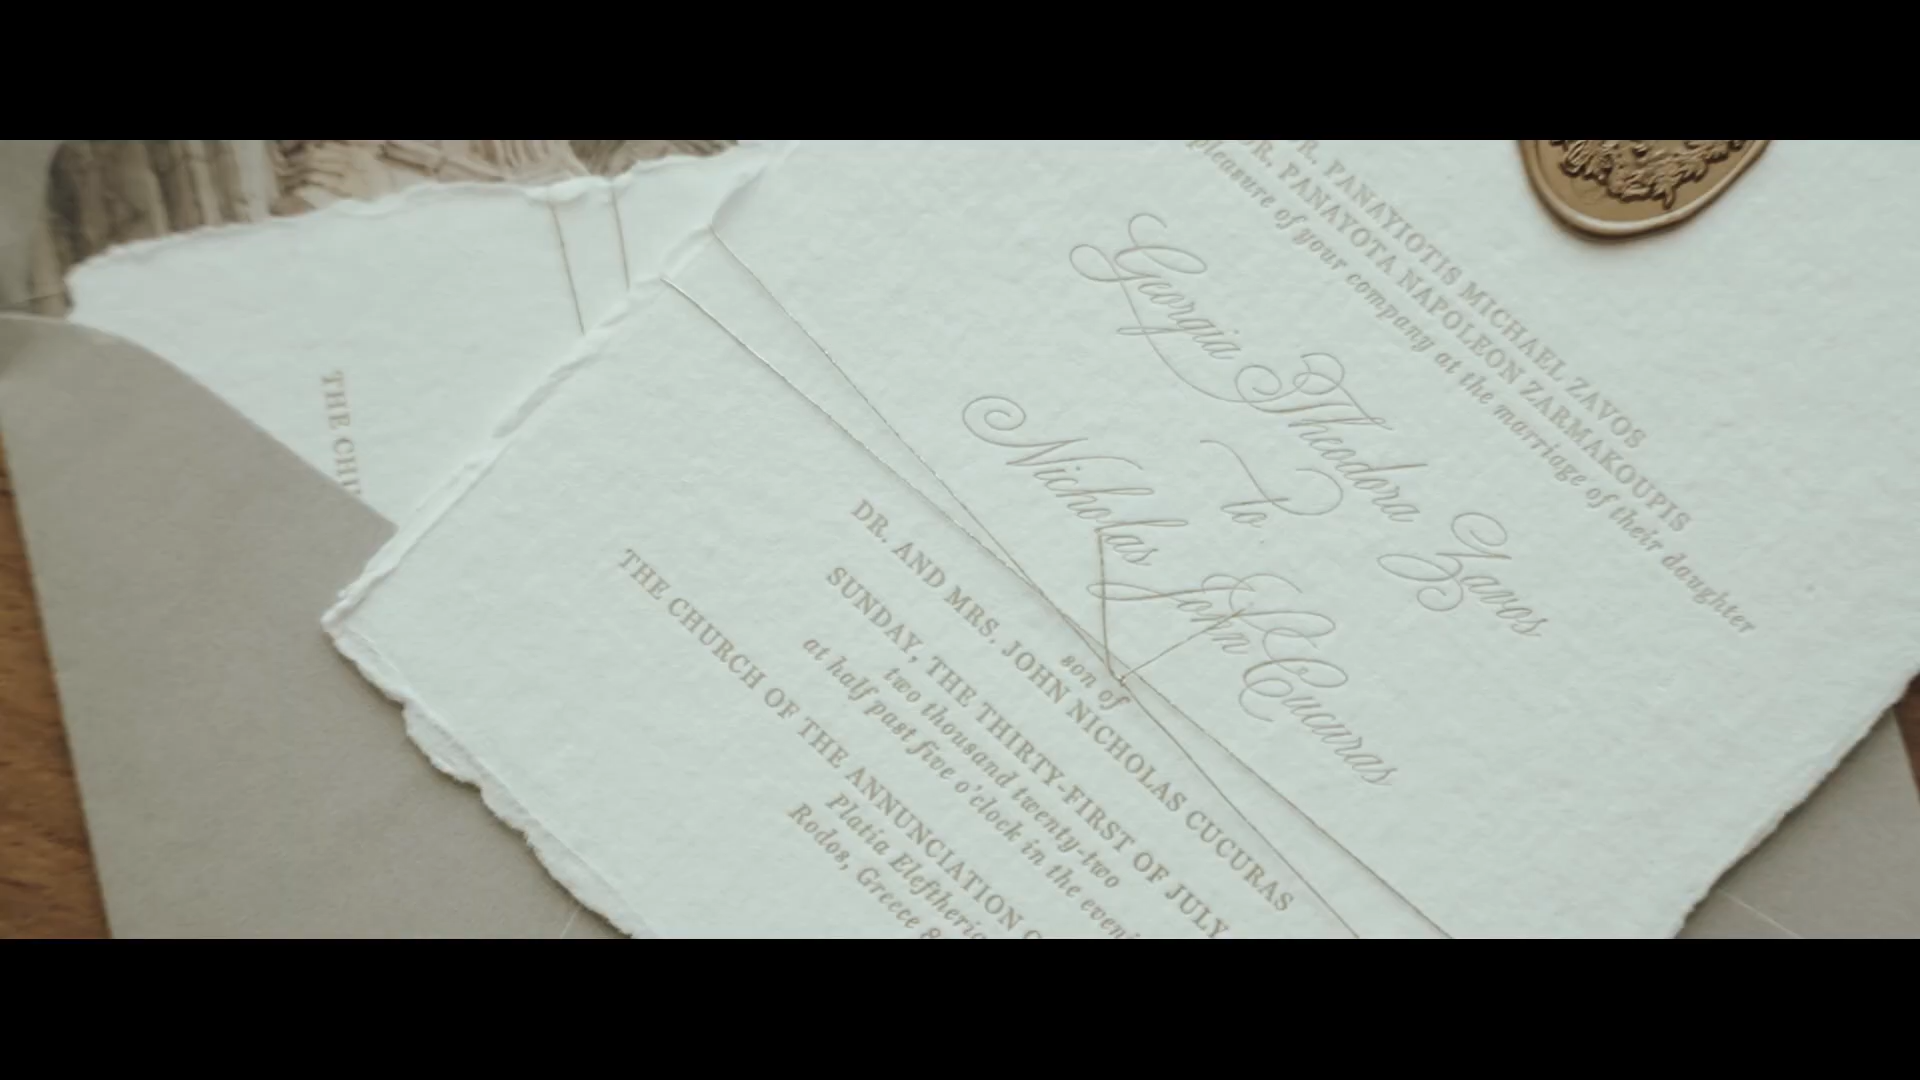 R. PANAYIOTIS MICHAEL ZAVOS
DR. PANAYOTA NAPOLEON ZARMAKOUPIS
pleasure of your company at the marriage of their daughter
Georgia Theodora Zavos
to
Nicholas John Cucuras
son of
DR. AND MRS. JOHN NICHOLAS CUCURAS
SUNDAY, THE THIRTY-FIRST OF JULY
two thousand twenty-two
at half past five o'clock in the
THE CHURCH OF THE ANNUNCIATION
Platia
Rodos, Greece
THE